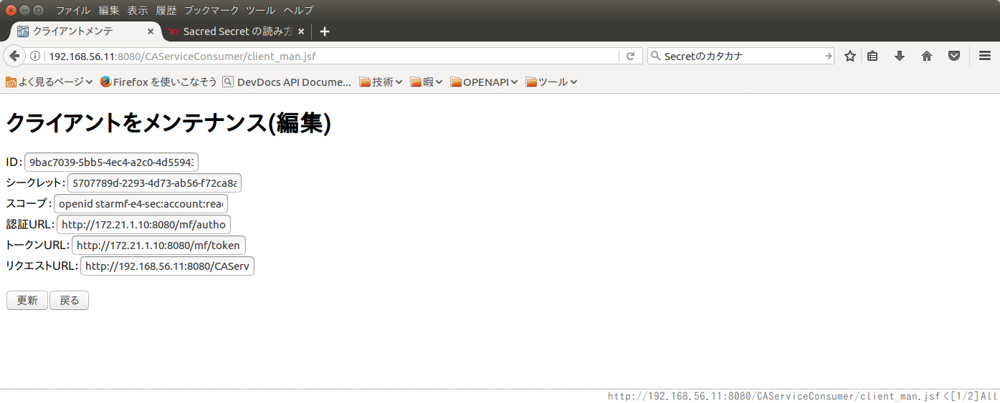 ファイル 編集 表示 履歴 ブックマーク ツール ヘルプ
クライアントメンテ Sacred Secret の読み方
192.168.56.11:8080/CAServiceConsumer/client_man.jsf Secretのカタカナ
よく見るページ Firefox を使いこなそう DevDocs API Docume... 技術 暇 OPENAPI ツール
クライアントをメンテナンス(編集)
ID: 9bac7039-5bb5-4ec4-a2c0-4d55943
シークレット: 5707789d-2293-4d73-ab56-f72ca8a
スコープ: openid starmf-e4-sec:account:read
認証URL: http://172.21.1.10:8080/mf/autho
トークンURL: http://172.21.1.10:8080/mf/token
リクエストURL: http://192.168.56.11:8080/CAServ
更新 戻る
http://192.168.56.11:8080/CAServiceConsumer/client_man.jsf <[1/2]All